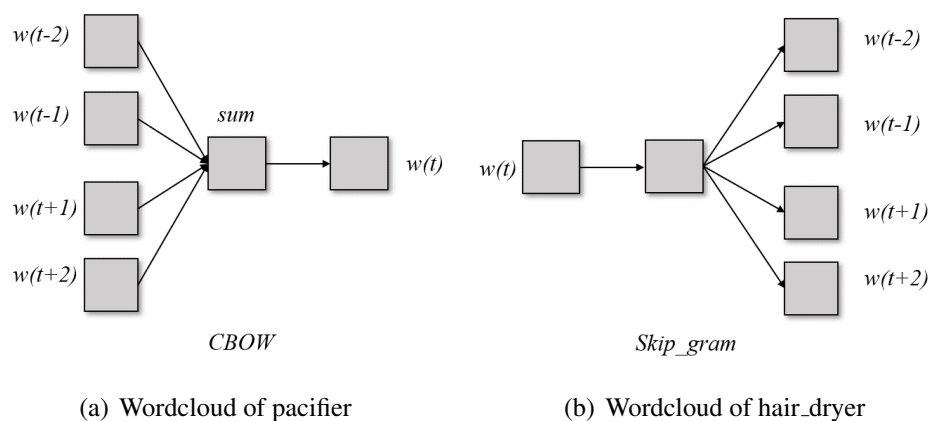 w(t-2)
w(t-1)
sum
w(t)
w(t+1)
w(t+2)
CBOW
(a) Wordcloud of pacifier
w(t-2)
w(t-1)
w(t)
w(t+1)
w(t+2)
Skip_gram
(b) Wordcloud of hair_dryer